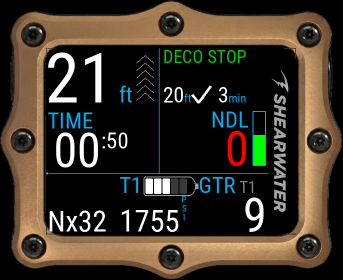 DECO STOP
21 ft
20ft 3min
TIME
00:50
NDL
0
SHEARWATER
T1 GTR T1
Nx32 1755 PSI 9